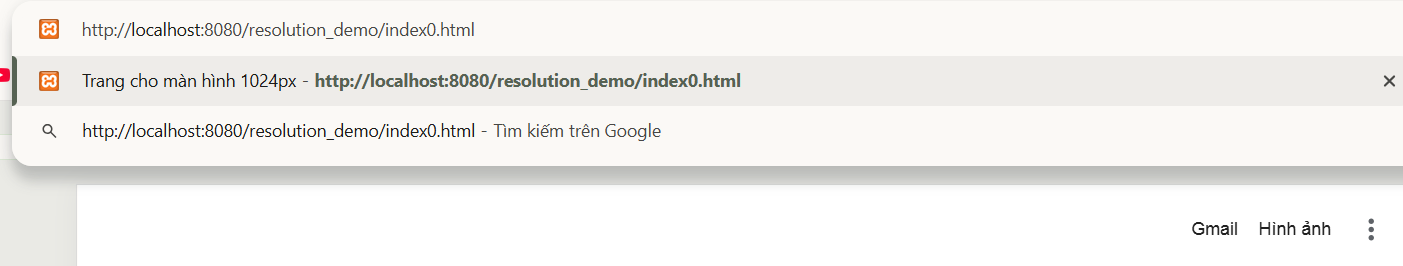 http://localhost:8080/resolution_demo/index0.html
Trang cho màn hình 1024px - http://localhost:8080/resolution_demo/index0.html
http://localhost:8080/resolution_demo/index0.html - Tìm kiếm trên Google
Gmail Hình ảnh